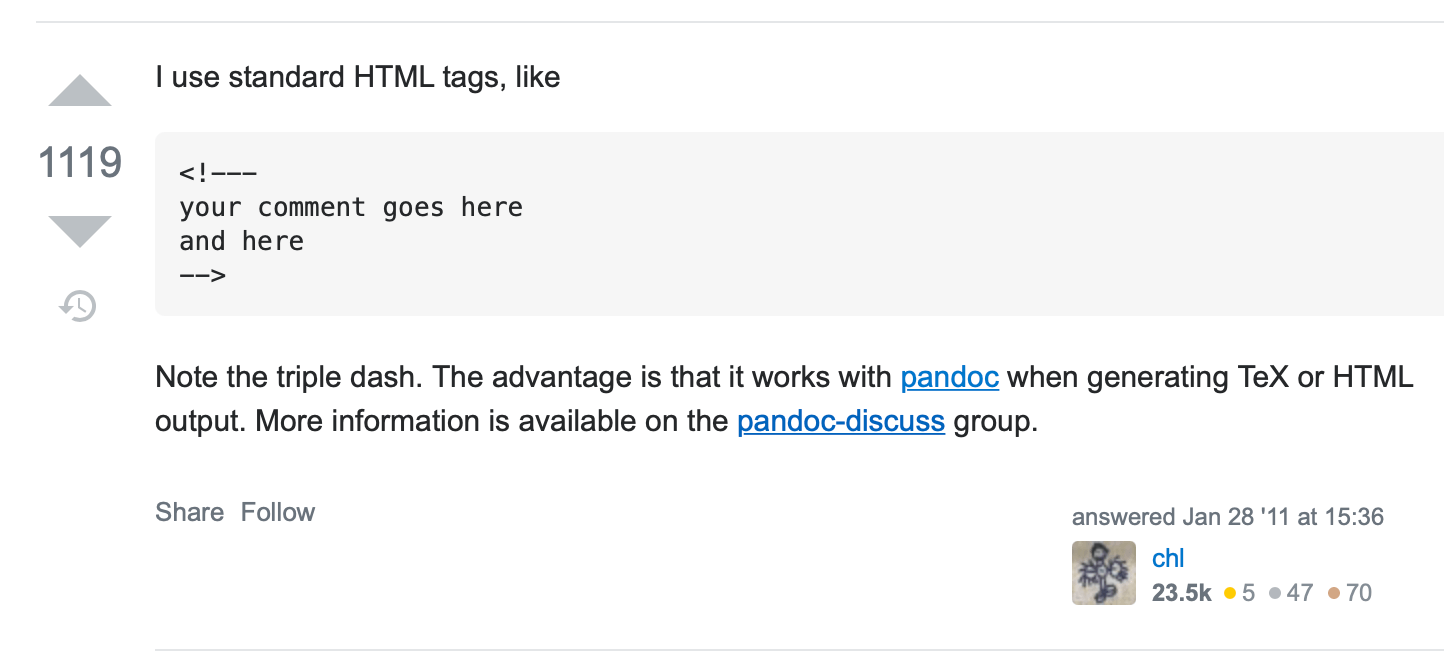 I use standard HTML tags, like
1119
<!---
your comment goes here
and here
-->
Note the triple dash. The advantage is that it works with pandoc when generating TeX or HTML
output. More information is available on the pandoc-discuss group.
Share Follow
answered Jan 28 '11 at 15:36
chl
23.5k 5 47 70